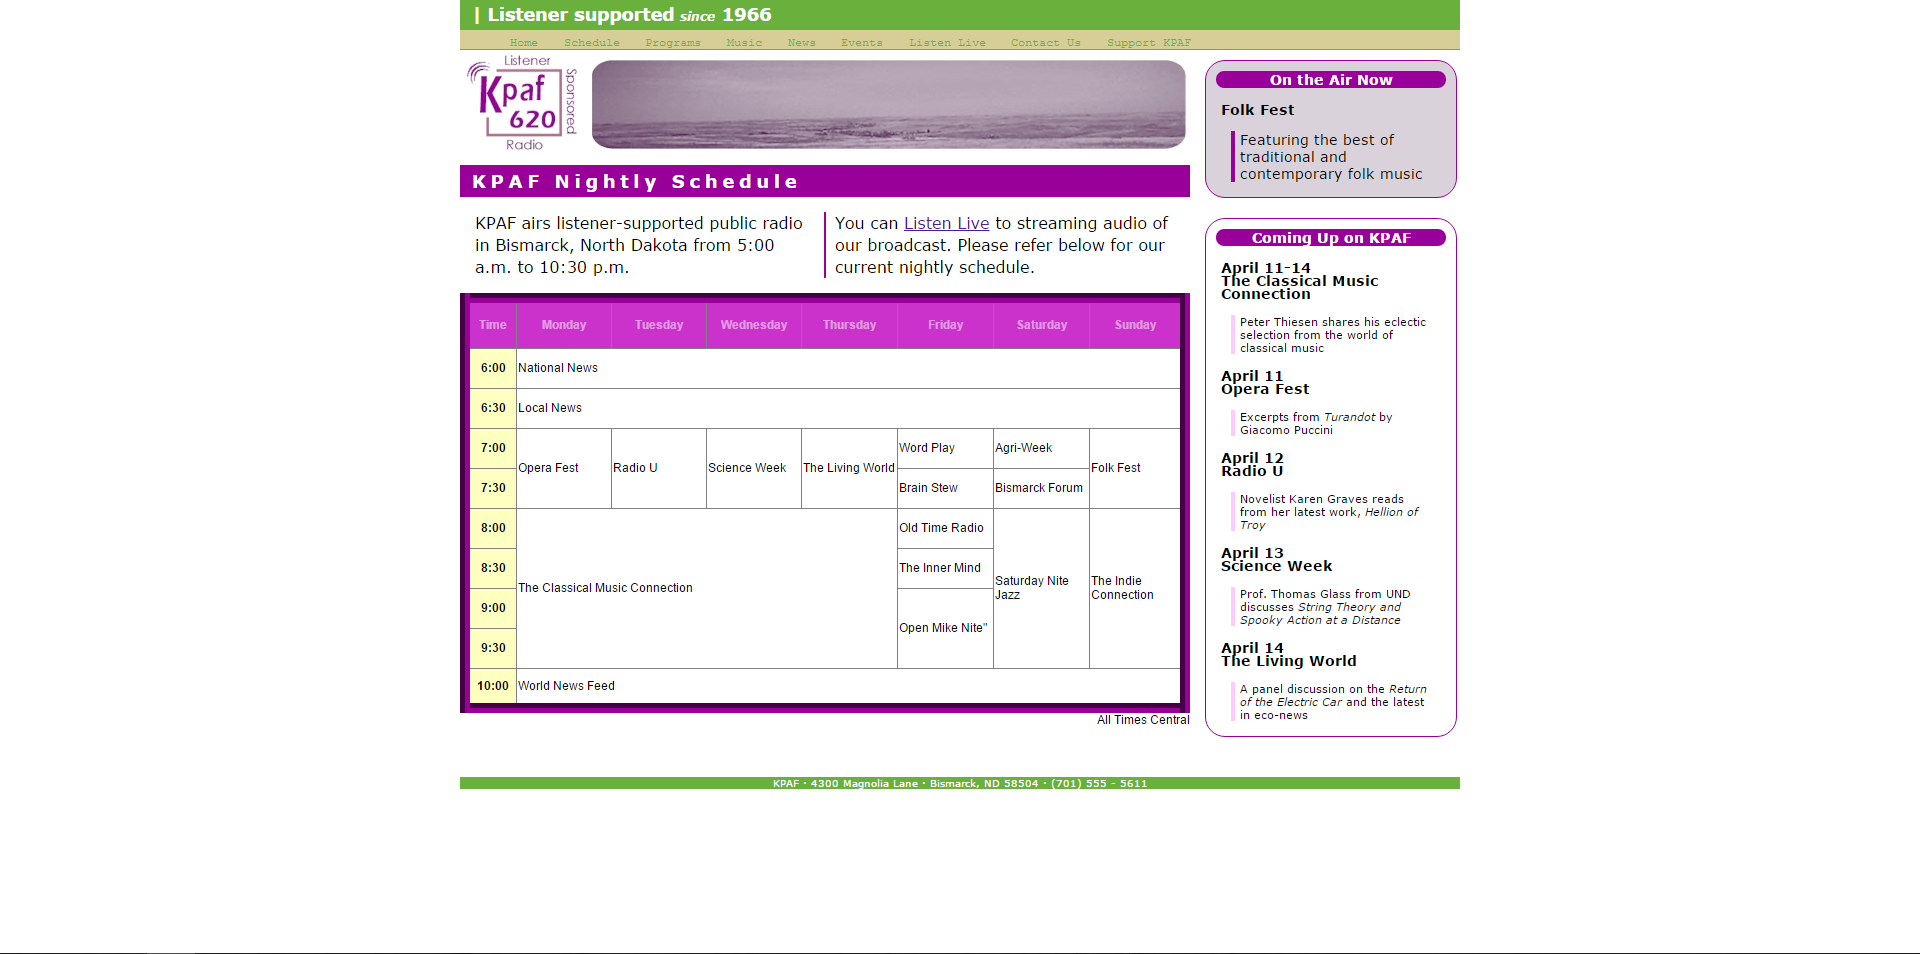 | Listener supported since 1966
Home Schedule Programs Music News Events Listen Live Contact Us Support KPAF
Listener
Kpaf
620
Sponsored
Radio
KPAF Nightly Schedule
KPAF airs listener-supported public radio
in Bismarck, North Dakota from 5:00
a.m. to 10:30 p.m.
You can Listen Live to streaming audio of
our broadcast. Please refer below for our
current nightly schedule.
Time Monday Tuesday Wednesday Thursday Friday Saturday Sunday
6:00 National News
6:30 Local News
7:00 Word Play Agri-Week
Opera Fest Radio U Science Week The Living World Folk Fest
7:30 Brain Stew Bismarck Forum
8:00 Old Time Radio
8:30 The Inner Mind
The Classical Music Connection
Saturday Nite
Jazz
The Indie
Connection
9:00
Open Mike Nite"
9:30
10:00 World News Feed
All Times Central
On the Air Now
Folk Fest
Featuring the best of
traditional and
contemporary folk music
Coming Up on KPAF
April 11-14
The Classical Music
Connection
Peter Thiesen shares his eclectic
selection from the world of
classical music
April 11
Opera Fest
Excerpts from Turandot by
Giacomo Puccini
April 12
Radio U
Novelist Karen Graves reads
from her latest work, Hellion of
Troy
April 13
Science Week
Prof. Thomas Glass from UND
discusses String Theory and
Spooky Action at a Distance
April 14
The Living World
A panel discussion on the Return
of the Electric Car and the latest
in eco-news
KPAF · 4300 Magnolia Lane · Bismarck, ND 58504 · (701) 555 - 5611